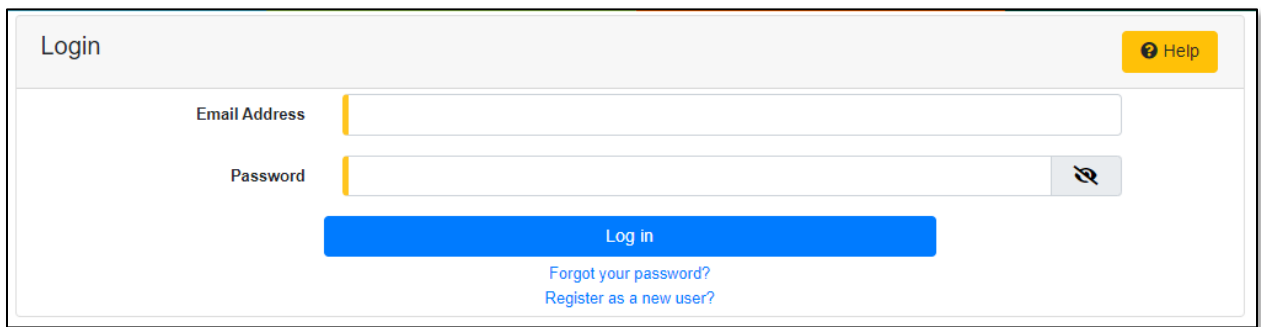 Login
Help
Email Address
Password
Log in
Forgot your password?
Register as a new user?